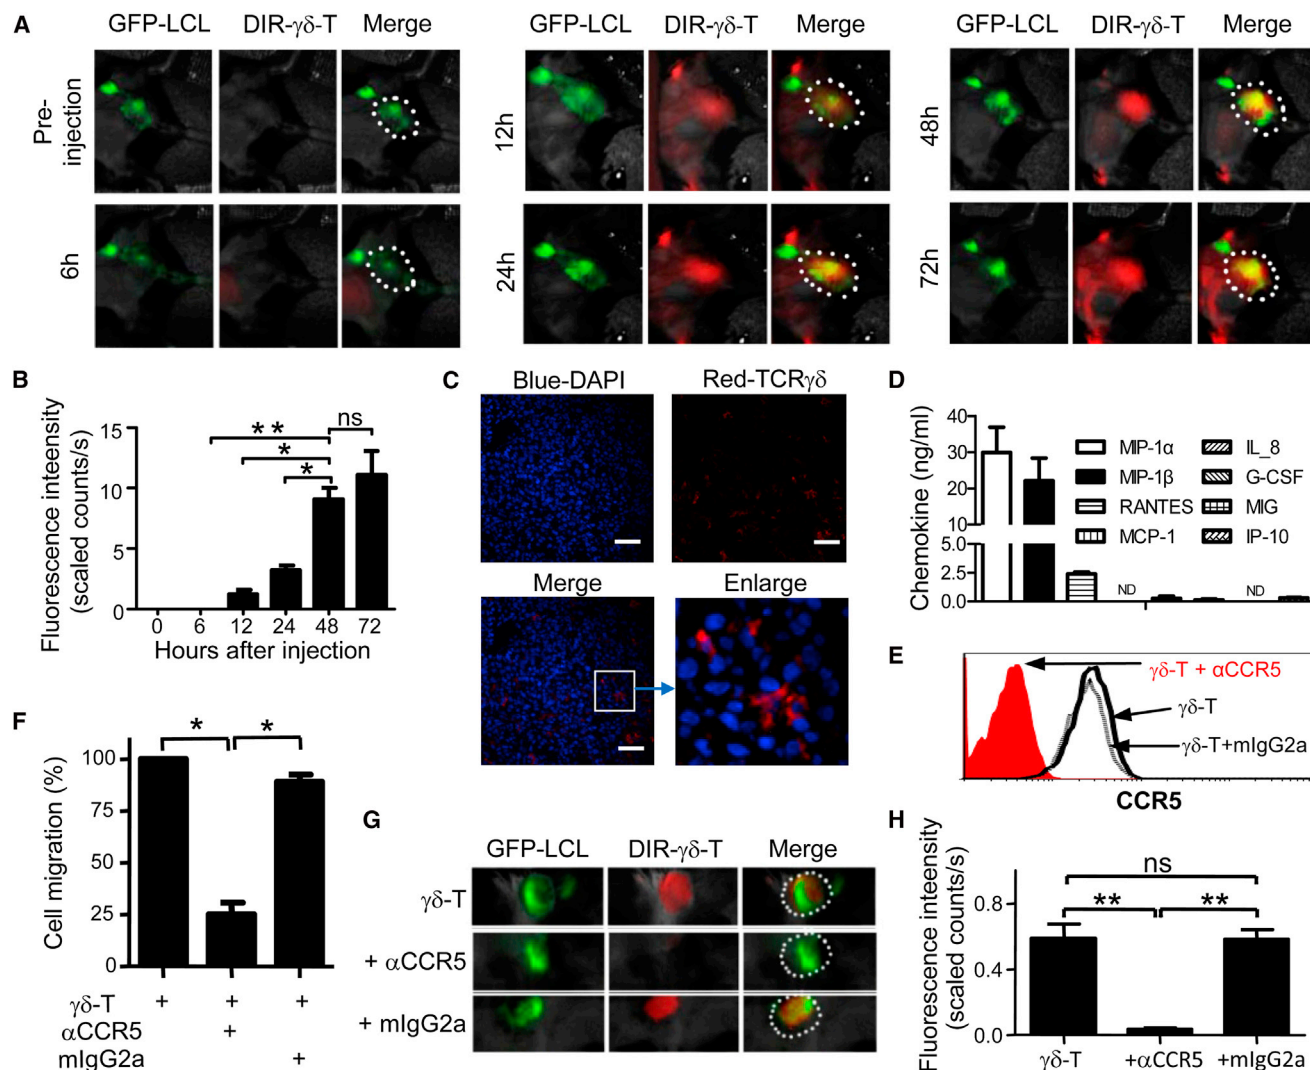 A
GFP-LCL DIR-γδ-T Merge
Pre-
injection
6h
GFP-LCL DIR-γδ-T Merge
12h
24h
GFP-LCL DIR-γδ-T Merge
48h
72h
B
Fluorescence inteensity
(scaled counts/s)
15
10
5
0
* *
*
*
ns
0 6 12 24 48 72
Hours after injection
C
Blue-DAPI Red-TCRγδ
Merge Enlarge
D
Chemokine (ng/ml)
40
30
20
10
5.0
2.5
0.0
ND
ND
MIP-1α
MIP-1β
RANTES
MCP-1
IL_8
G-CSF
MIG
IP-10
E
γδ-T + αCCR5
γδ-T
γδ-T+mIgG2a
CCR5
F
Cell migration (%)
100
75
50
25
0
* *
γδ-T + + +
αCCR5 +
mIgG2a +
G
GFP-LCL DIR-γδ-T Merge
γδ-T
+ αCCR5
+ mIgG2a
H
Fluorescence inteensity
(scaled counts/s)
0.8
0.4
0.0
ns
** **
γδ-T +αCCR5 +mIgG2a